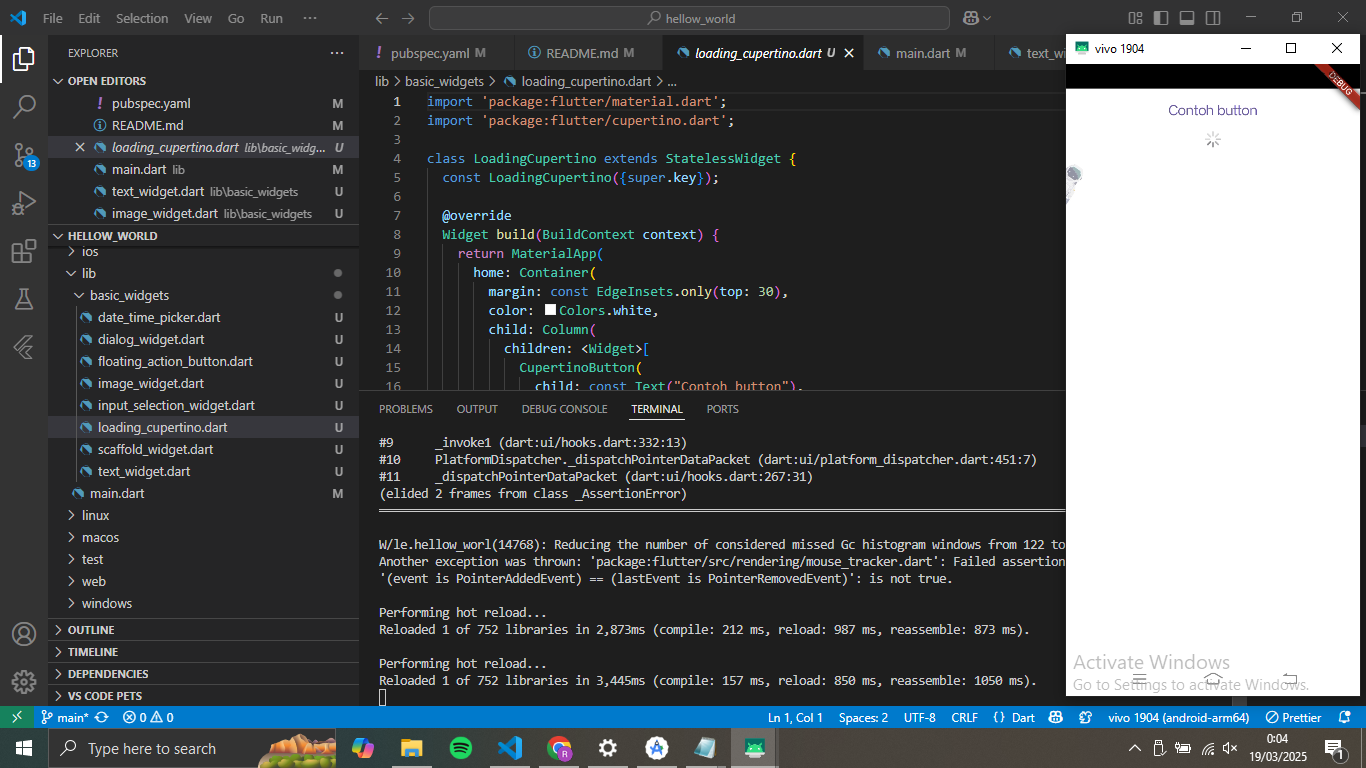 File Edit Selection View Go Run ···
hellow_world
EXPLORER
OPEN EDITORS
pubspec.yaml M
README.md M
loading_cupertino.dart lib\basic_widg... U
main.dart lib M
text_widget.dart lib\basic_widgets U
image_widget.dart lib\basic_widgets U
HELLOW_WORLD
ios
lib
basic_widgets
date_time_picker.dart U
dialog_widget.dart U
floating_action_button.dart U
image_widget.dart U
input_selection_widget.dart U
loading_cupertino.dart U
scaffold_widget.dart U
text_widget.dart U
main.dart M
linux
macos
test
web
windows
OUTLINE
TIMELINE
DEPENDENCIES
VS CODE PETS
13
! pubspec.yaml M README.md M loading_cupertino.dart U main.dart M text_wi
lib > basic_widgets > loading_cupertino.dart > ...
1 import 'package:flutter/material.dart';
2 import 'package:flutter/cupertino.dart';
3
4 class LoadingCupertino extends StatelessWidget {
5 const LoadingCupertino({super.key});
6
7 @override
8 Widget build(BuildContext context) {
9 return MaterialApp(
10 home: Container(
11 margin: const EdgeInsets.only(top: 30),
12 color: Colors.white,
13 child: Column(
14 children: <Widget>[
15 CupertinoButton(
16 child: const Text("Contoh button"),
PROBLEMS OUTPUT DEBUG CONSOLE TERMINAL PORTS
#9 _invoke1 (dart:ui/hooks.dart:332:13)
#10 PlatformDispatcher._dispatchPointerDataPacket (dart:ui/platform_dispatcher.dart:451:7)
#11 _dispatchPointerDataPacket (dart:ui/hooks.dart:267:31)
(elided 2 frames from class _AssertionError)
W/le.hellow_worl(14768): Reducing the number of considered missed Gc histogram windows from 122 to
Another exception was thrown: 'package:flutter/src/rendering/mouse_tracker.dart': Failed assertion
'(event is PointerAddedEvent) == (lastEvent is PointerRemovedEvent)': is not true.
Performing hot reload...
Reloaded 1 of 752 libraries in 2,873ms (compile: 212 ms, reload: 987 ms, reassemble: 873 ms).
Performing hot reload...
Reloaded 1 of 752 libraries in 3,445ms (compile: 157 ms, reload: 850 ms, reassemble: 1050 ms).
vivo 1904
DEBUG
Contoh button
Activate Windows
Go to Settings to activate Windows.
main* 0 0 Ln 1, Col 1 Spaces: 2 UTF-8 CRLF {} Dart vivo 1904 (android-arm64) Prettier
Type here to search
0:04
19/03/2025
1